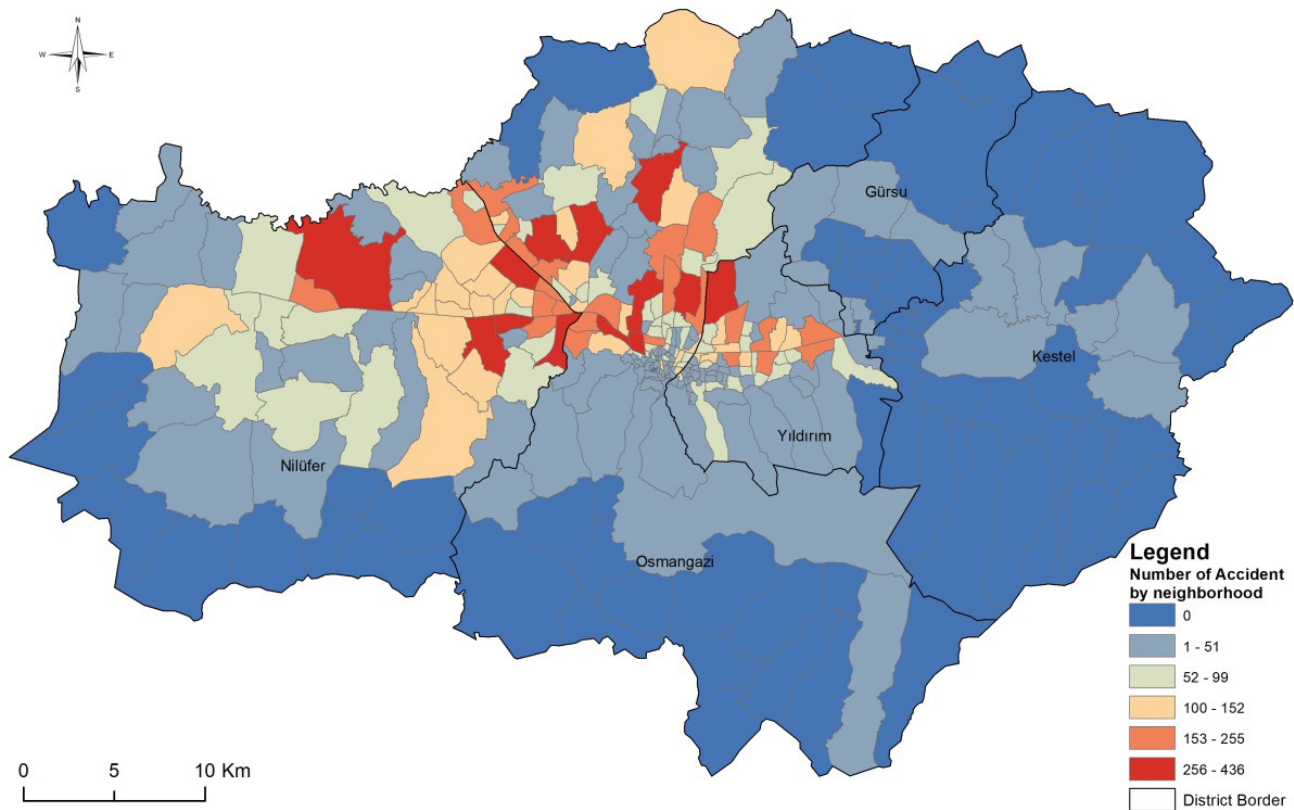 N
W E
S
Gürsu
Kestel
Yıldırım
Nilüfer
Osmangazi
Legend
Number of Accident
by neighborhood
0
1 - 51
52 - 99
100 - 152
153 - 255
256 - 436
District Border
0 5 10 Km